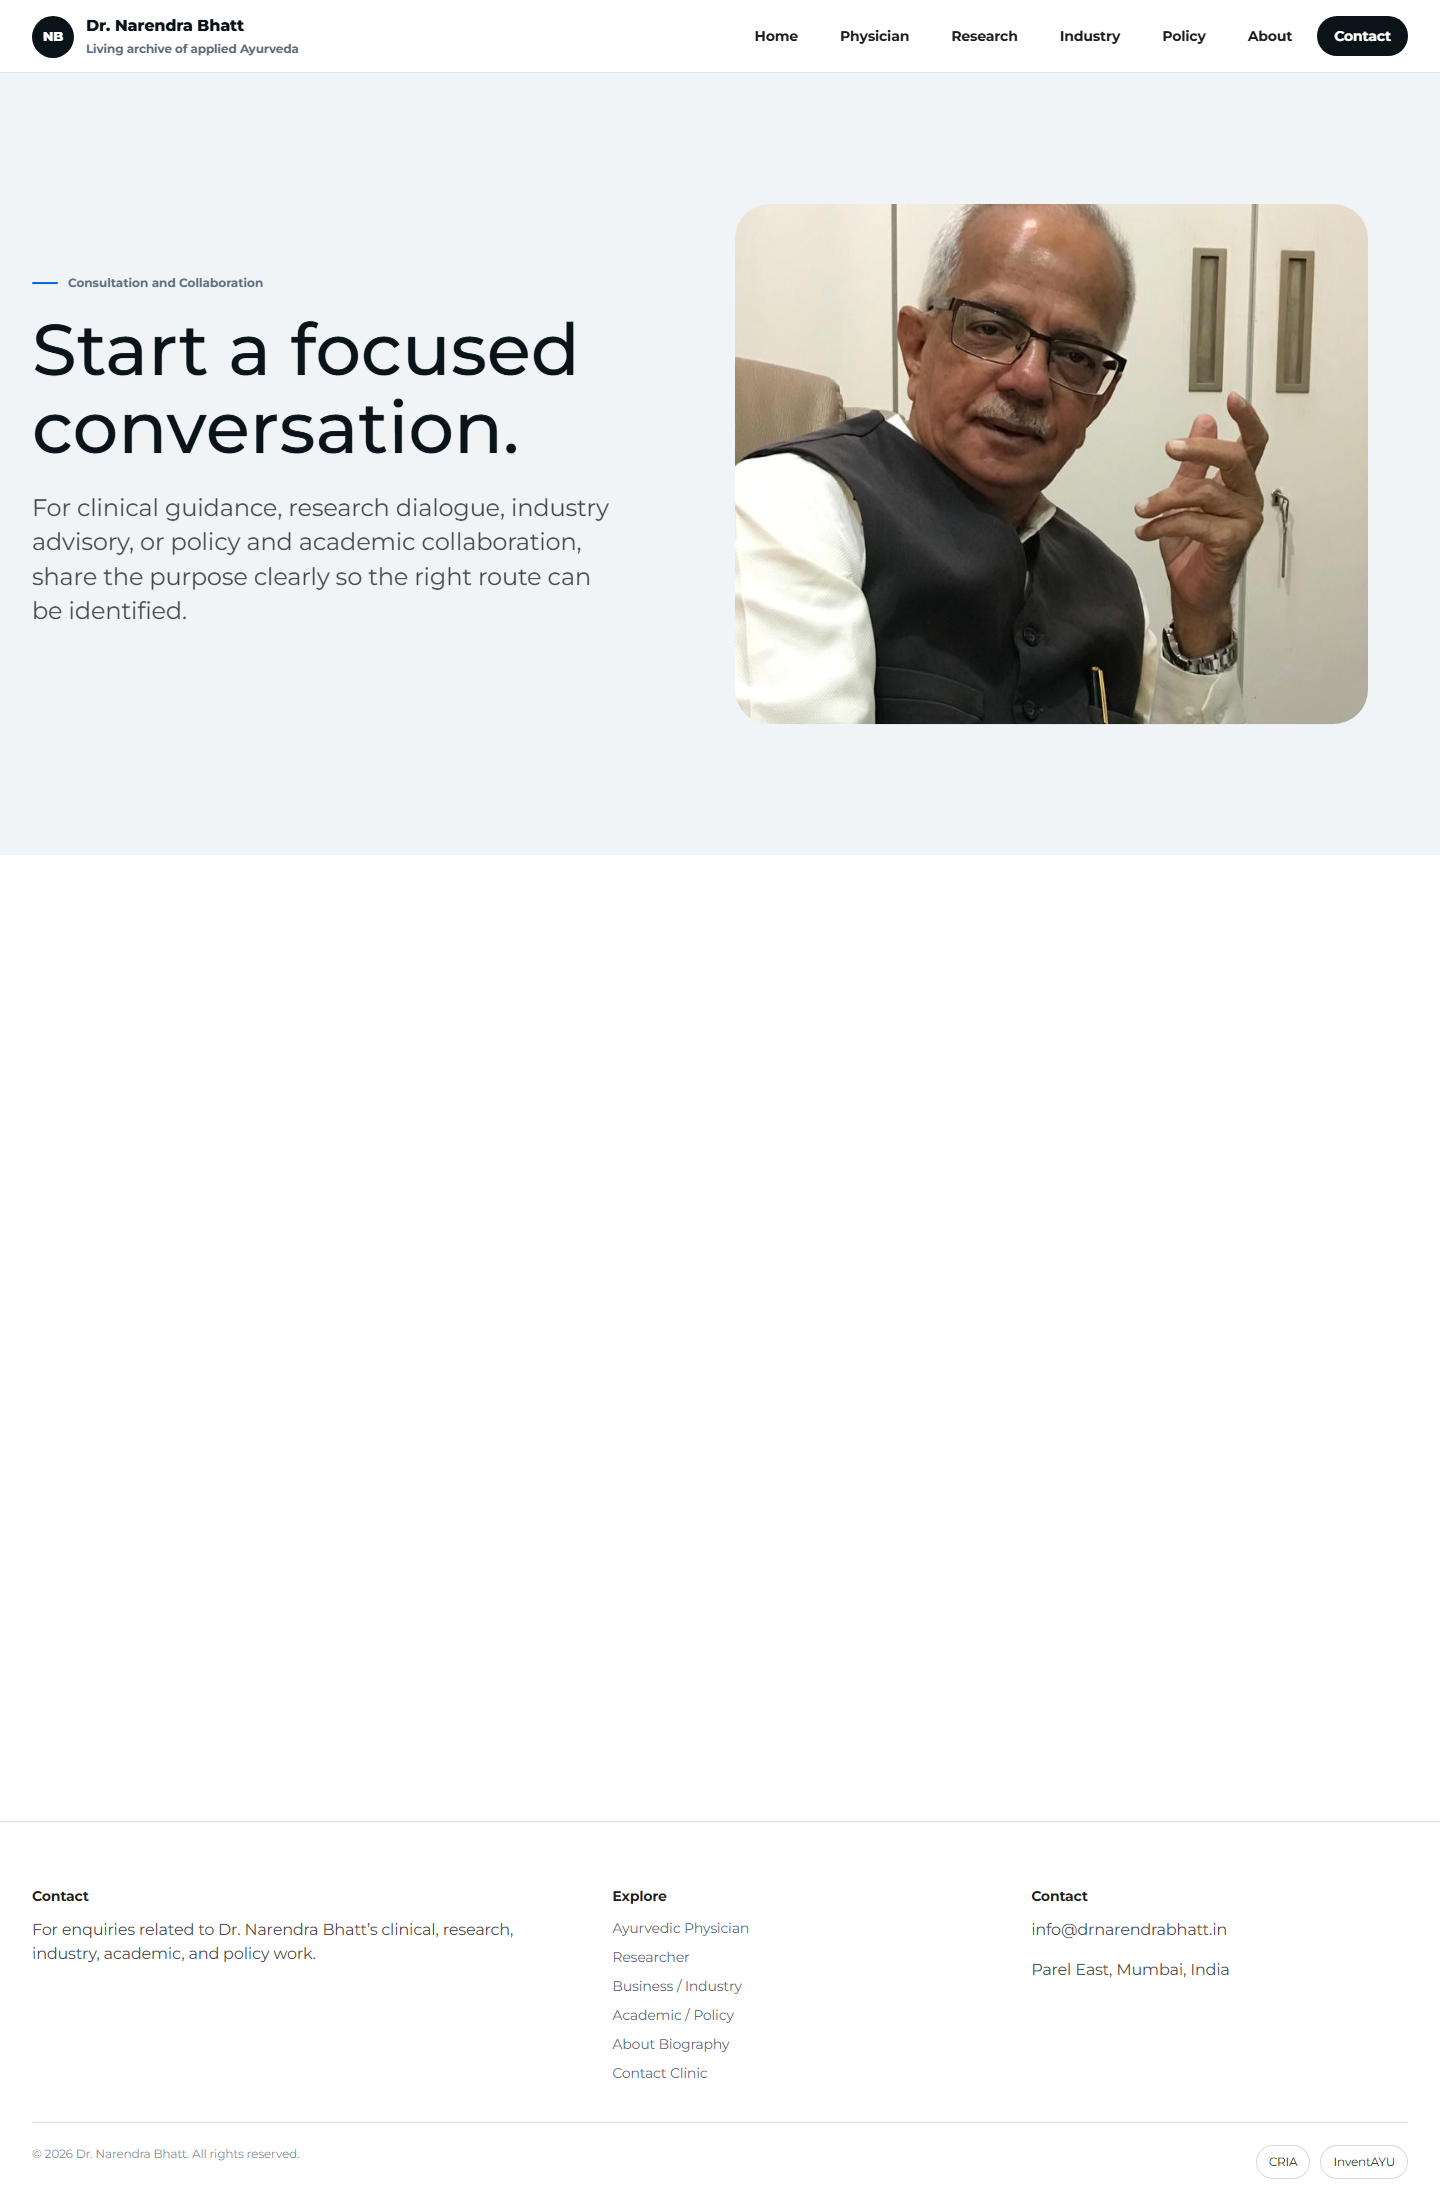 NB
Dr. Narendra Bhatt
Living archive of applied Ayurveda
Home
Physician
Research
Industry
Policy
About
Contact
Consultation and Collaboration
Start a focused
conversation.
For clinical guidance, research dialogue, industry
advisory, or policy and academic collaboration,
share the purpose clearly so the right route can
be identified.
Contact
For enquiries related to Dr. Narendra Bhatt’s clinical, research,
industry, academic, and policy work.
Explore
Ayurvedic Physician
Researcher
Business / Industry
Academic / Policy
About Biography
Contact Clinic
Contact
info@drnarendrabhatt.in
Parel East, Mumbai, India
© 2026 Dr. Narendra Bhatt. All rights reserved.
CRIA
InventAYU